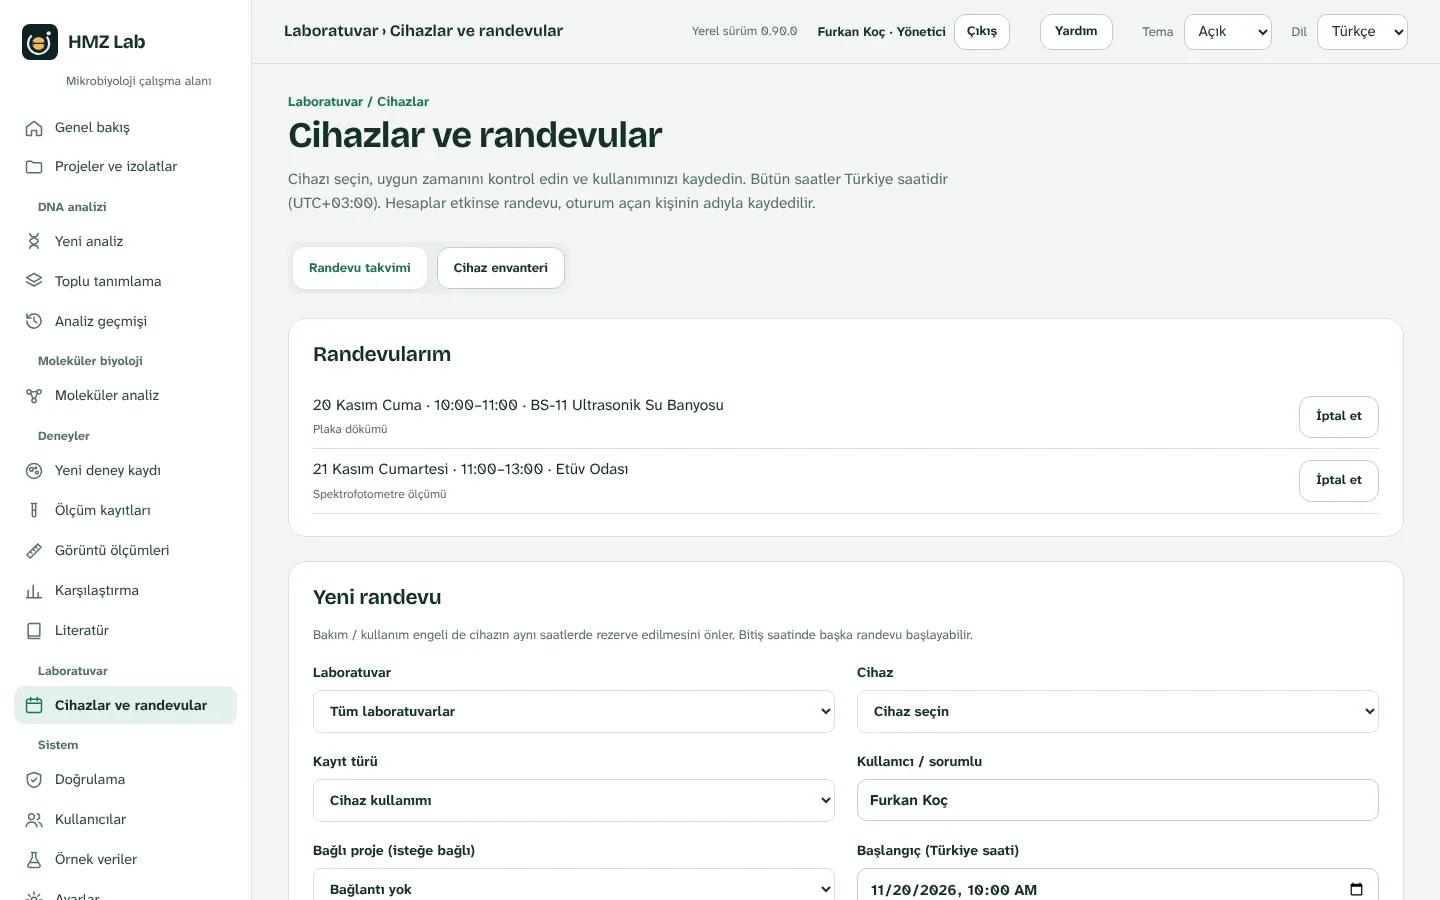 HMZ Lab
Mikrobiyoloji çalışma alanı
Genel bakış
Projeler ve izolatlar
DNA analizi
Yeni analiz
Toplu tanımlama
Analiz geçmişi
Moleküler biyoloji
Moleküler analiz
Deneyler
Yeni deney kaydı
Ölçüm kayıtları
Görüntü ölçümleri
Karşılaştırma
Literatür
Laboratuvar
Cihazlar ve randevular
Sistem
Doğrulama
Kullanıcılar
Örnek veriler
Ayarlar
Laboratuvar › Cihazlar ve randevular
Yerel sürüm 0.90.0
Furkan Koç · Yönetici
Çıkış
Yardım
Tema
Açık
Dil
Türkçe
Laboratuvar / Cihazlar
Cihazlar ve randevular
Cihazı seçin, uygun zamanını kontrol edin ve kullanımınızı kaydedin. Bütün saatler Türkiye saatidir
(UTC+03:00). Hesaplar etkinse randevu, oturum açan kişinin adıyla kaydedilir.
Randevu takvimi
Cihaz envanteri
Randevularım
20 Kasım Cuma · 10:00–11:00 · BS-11 Ultrasonik Su Banyosu
Plaka dökümü
İptal et
21 Kasım Cumartesi · 11:00–13:00 · Etüv Odası
Spektrofotometre ölçümü
İptal et
Yeni randevu
Bakım / kullanım engeli de cihazın aynı saatlerde rezerve edilmesini önler. Bitiş saatinde başka randevu başlayabilir.
Laboratuvar
Tüm laboratuvarlar
Cihaz
Cihaz seçin
Kayıt türü
Cihaz kullanımı
Kullanıcı / sorumlu
Furkan Koç
Bağlı proje (isteğe bağlı)
Bağlantı yok
Başlangıç (Türkiye saati)
11/20/2026, 10:00 AM